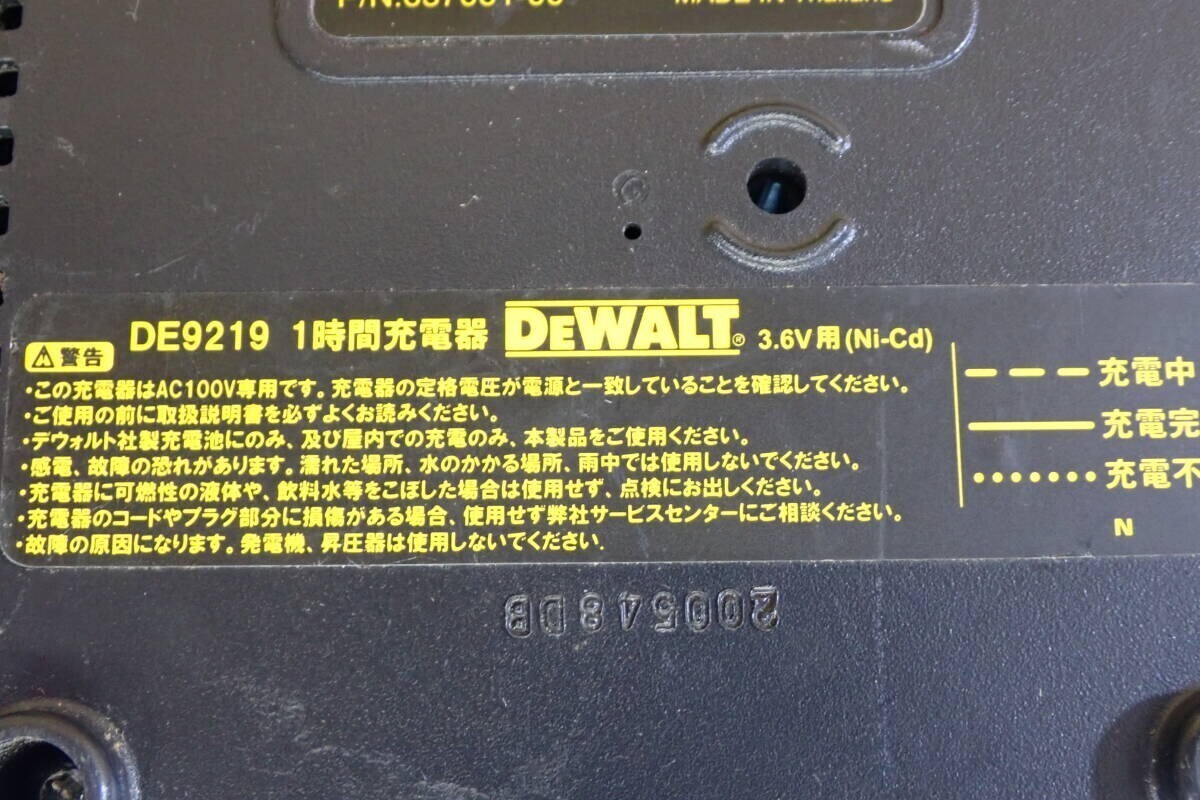 MADE IN Thailand
DE9219 1時間充電器 DEWALT® 3.6V用(Ni-Cd)
警告
・この充電器はAC100V専用です。充電器の定格電圧が電源と一致していることを確認してください。
・ご使用の前に取扱説明書を必ずよくお読みください。
・デウォルト社製充電池にのみ、及び屋内での充電のみ、本製品をご使用ください。
・感電、故障の恐れがあります。濡れた場所、水のかかる場所、雨中では使用しないでください。
・充電器に可燃性の液体や、飲料水等をこぼした場合は使用せず、点検にお出しください。
・充電器のコードやプラグ部分に損傷がある場合、使用せず弊社サービスセンターにご相談ください。
・故障の原因になります。発電機、昇圧器は使用しないでください.
充電中
充電完
充電不
N
200548DB